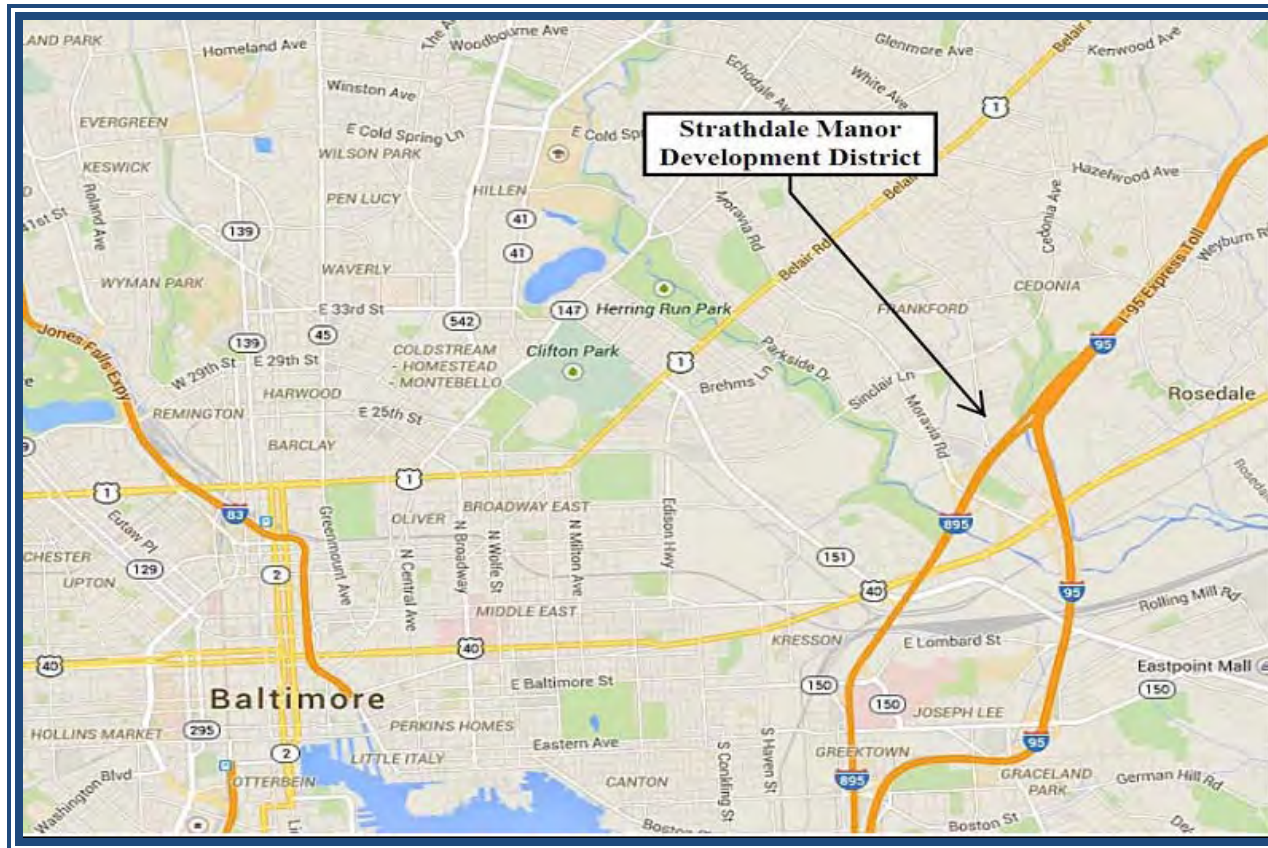 LAND PARK
Homeland Ave
Woodbourne Ave
Glenmore Ave
Belair
Kenwood Ave
Winston Ave
Echodale Av
White Ave
1
EVERGREEN
E Cold Spring Ln
E Cold
Strathdale Manor
Development District
KESWICK
WILSON PARK
Hazelwood Ave
Roland Ave
PEN LUCY
HILLEN
Moravia Rd
Belair
Cedonia Ave
41st St
139
41
41
Belair Rd
Weyburn R
WAVERLY
WYMAN PARK
CEDONIA
I-95 Express Toll
E 33rd St
147
Herring Run Park
FRANKFORD
Jones Falls Expy
139
45
542
95
W 29th St
E 29th St
COLDSTREAM
- HOMESTEAD
- MONTEBELLO
Clifton Park
1
Parkside Dr
Brehms Ln
Sinclair Ln
Rosedale
HARWOOD
Moravia Rd
REMINGTON
E 25th St
BARCLAY
1
1
83
Eutaw Pl
Greenmount Ave
OLIVER
BROADWAY EAST
Edison Hwy
895
N Central Ave
N Broadway
N Wolfe St
N Milton Ave
151
CHESTER
129
2
UPTON
40
95
MIDDLE EAST
Rolling Mill Rd
KRESSON
E Lombard St
40
40
Eastpoint Mall
E Baltimore St
150
150
150
Baltimore
JOSEPH LEE
PERKINS HOMES
HOLLINS MARKET
295
Eastern Ave
95
2
LITTLE ITALY
S Conkling St
S Haven St
GREEKTOWN
Washington Blvd
OTTERBEIN
CANTON
895
GRACELAND
PARK
German Hill Rd
Boston St